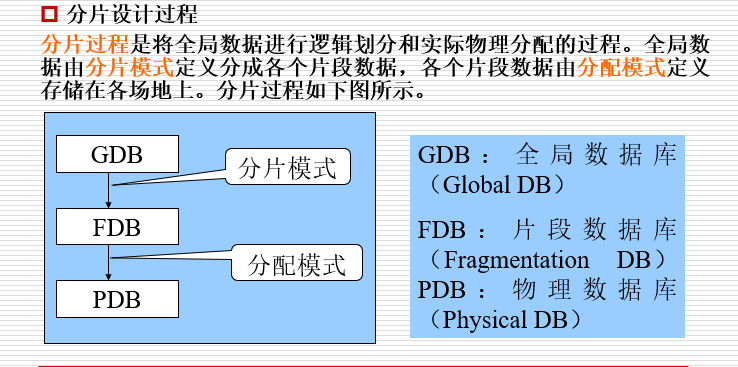 分片设计过程
分片过程是将全局数据进行逻辑划分和实际物理分配的过程。全局数
据由分片模式定义分成各个片段数据，各个片段数据由分配模式定义
存储在各场地上。分片过程如下图所示。
GDB
分片模式
FDB
分配模式
PDB
GDB：全局数据库
（Global DB）
FDB：片段数据库
（Fragmentation DB）
PDB：物理数据库
（Physical DB）